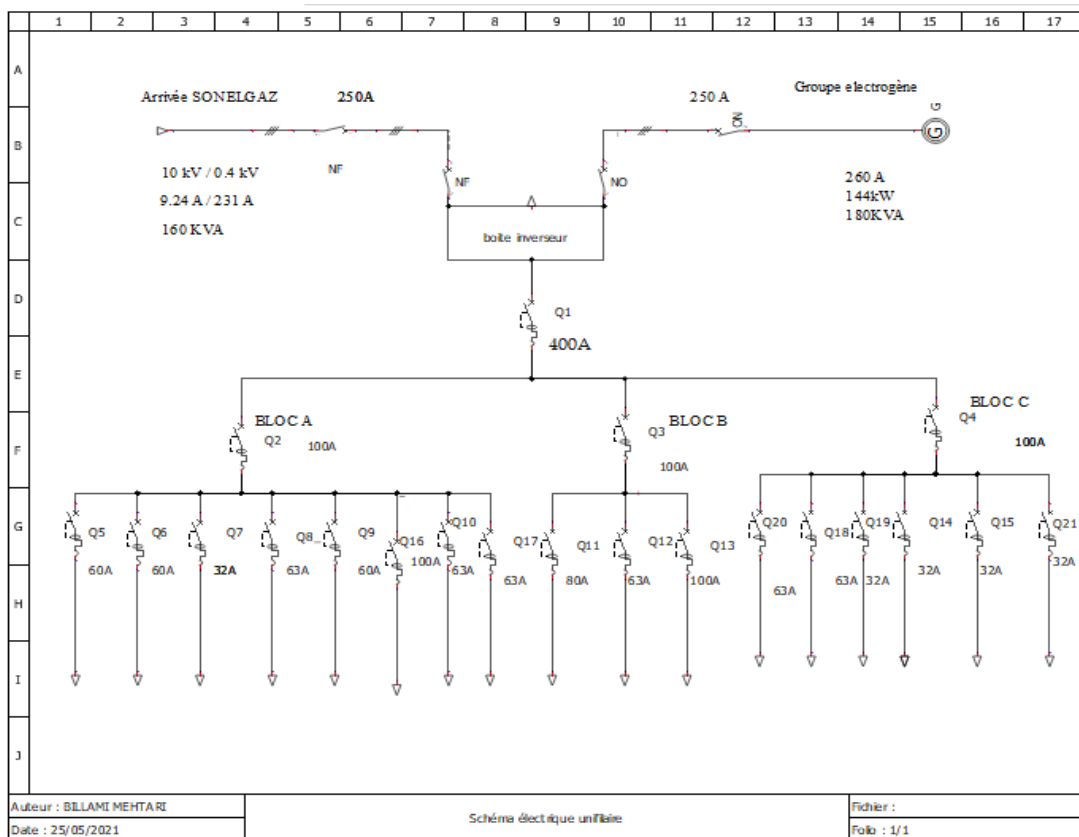 1 2 3 4 5 6 7 8 9 10 11 12 13 14 15 16 17
A
B
C
D
E
F
G
H
I
J
Arrivée SONELGAZ 250A
250 A
Groupe electrogène
ON
G
G
NF
NF
NO
10 kV / 0.4 kV
9.24 A / 231 A
160 KVA
260 A
144kW
180KVA
boite inverseur
Q1
400A
BLOC A
Q2
100A
BLOC B
Q3
100A
BLOC C
Q4
100A
Q5
60A
Q6
60A
Q7
32A
Q8
63A
Q9
60A
Q16
100A
Q10
63A
Q17
63A
Q11
80A
Q12
63A
Q13
100A
Q20
63A
Q18
63A
Q19
32A
Q14
32A
Q15
32A
Q21
32A
Auteur : BILLAMI MEHTARI
Date : 25/05/2021
Schéma électrique unifilaire
Fichier :
Folio : 1/1